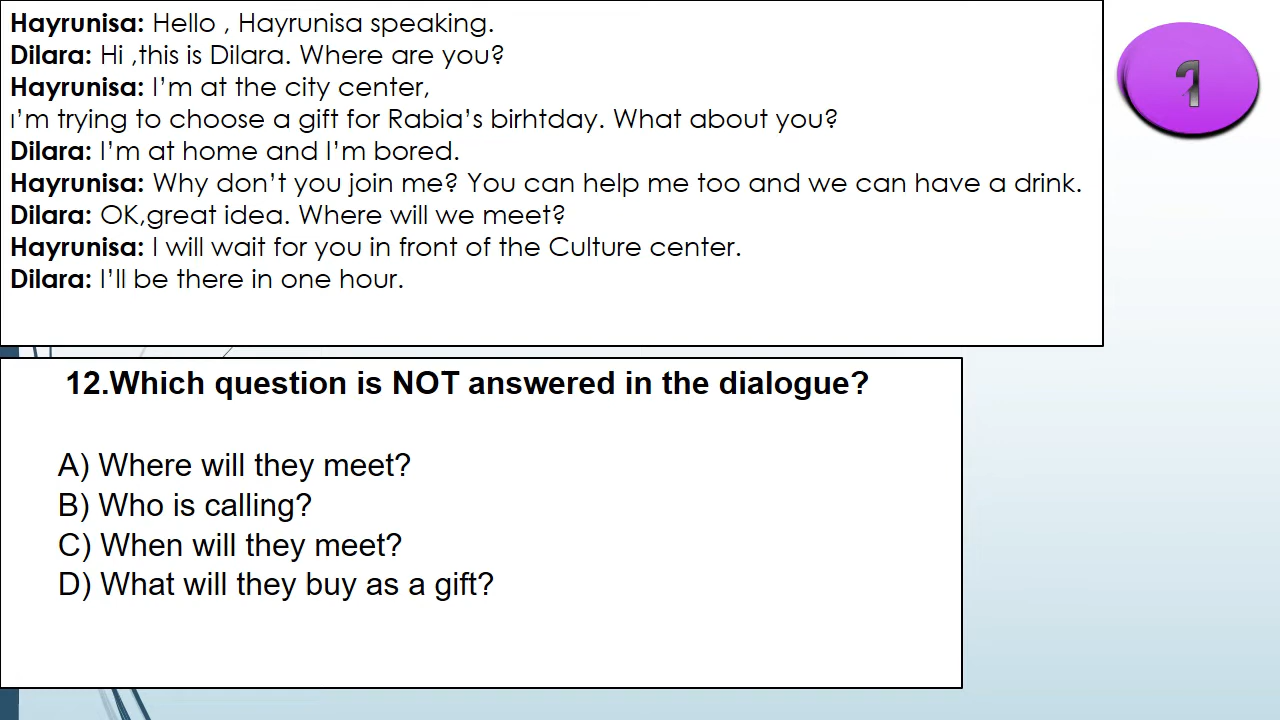 Hayrunisa: Hello , Hayrunisa speaking.
Dilara: Hi ,this is Dilara. Where are you?
Hayrunisa: I’m at the city center,
ı’m trying to choose a gift for Rabia’s birhtday. What about you?
Dilara: I’m at home and I’m bored.
Hayrunisa: Why don’t you join me? You can help me too and we can have a drink.
Dilara: OK,great idea. Where will we meet?
Hayrunisa: I will wait for you in front of the Culture center.
Dilara: I’ll be there in one hour.
12.Which question is NOT answered in the dialogue?
A) Where will they meet?
B) Who is calling?
C) When will they meet?
D) What will they buy as a gift?